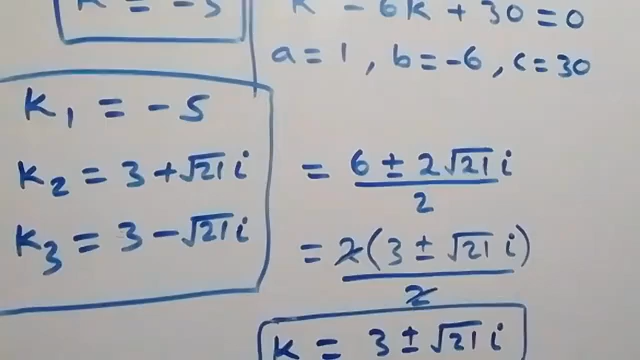 K = -5
K₁ = -5
K₂ = 3+√21 i
K₃ = 3-√21 i
K² - 6K + 30 = 0
a=1, b=-6, c=30
= 6 ± 2√21 i / 2
= 2(3 ± √21 i) / 2
K = 3 ± √21 i